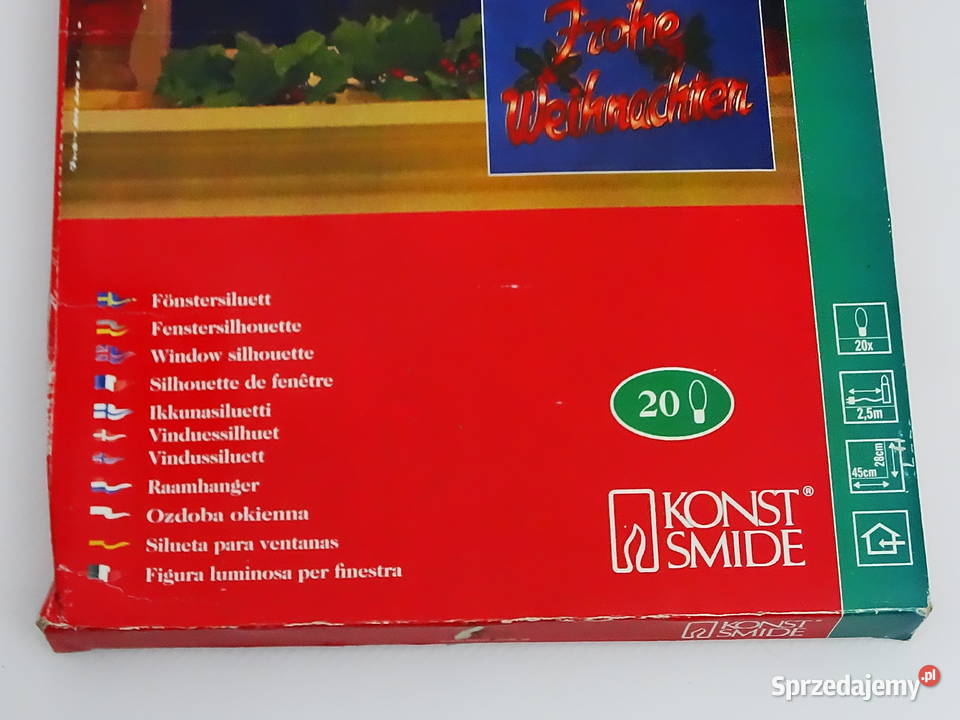 Frohe
Weihnachten
Fönstersiluett
Fenstersilhouette
Window silhouette
Silhouette de fenêtre
Ikkunasiluetti
Vinduessilhuet
Vindussiluett
Raamhanger
Ozdoba okienna
Silueta para ventanas
Figura luminosa per finestra
20
KONST®
SMIDE
20x
2,5m
28cm
45cm
KONST
SMIDE
Sprzedajemy.pl